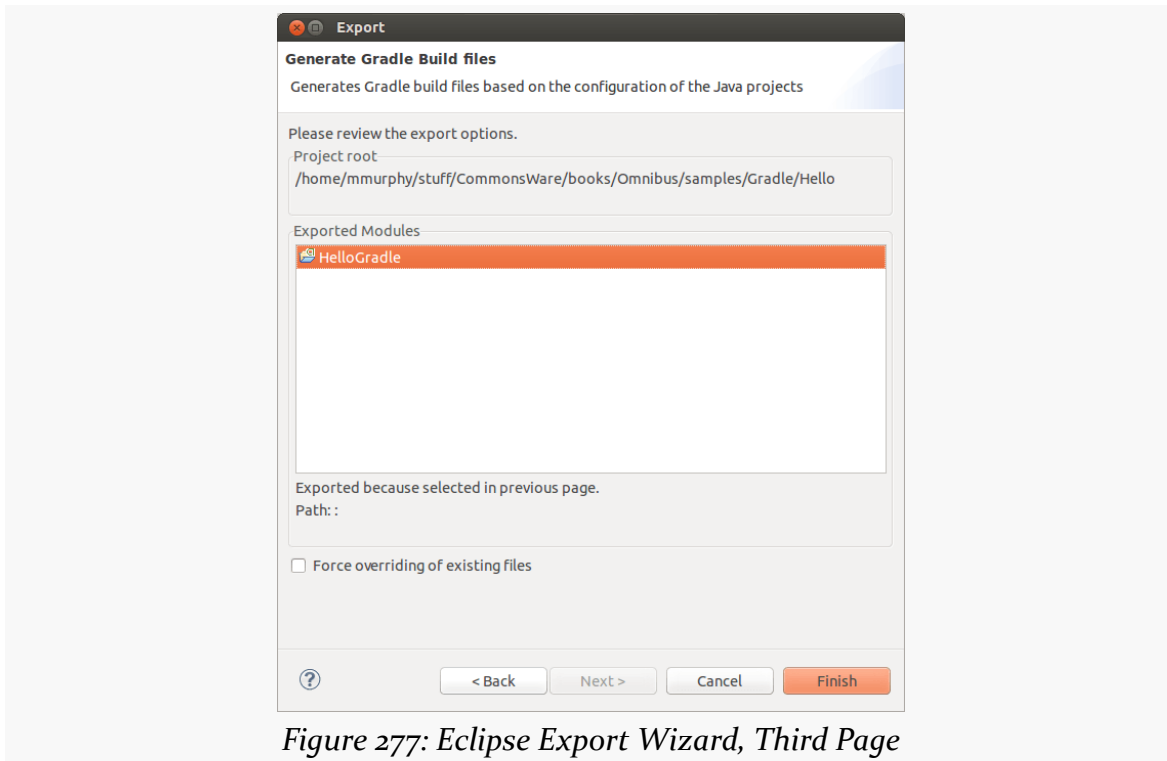 Export
Generate Gradle Build files
Generates Gradle build files based on the configuration of the Java projects
Please review the export options.
Project root
/home/mmurphy/stuff/CommonsWare/books/Omnibus/samples/Gradle/Hello
Exported Modules
HelloGradle
Exported because selected in previous page.
Path: :
Force overriding of existing files
? < Back Next > Cancel Finish
Figure 277: Eclipse Export Wizard, Third Page